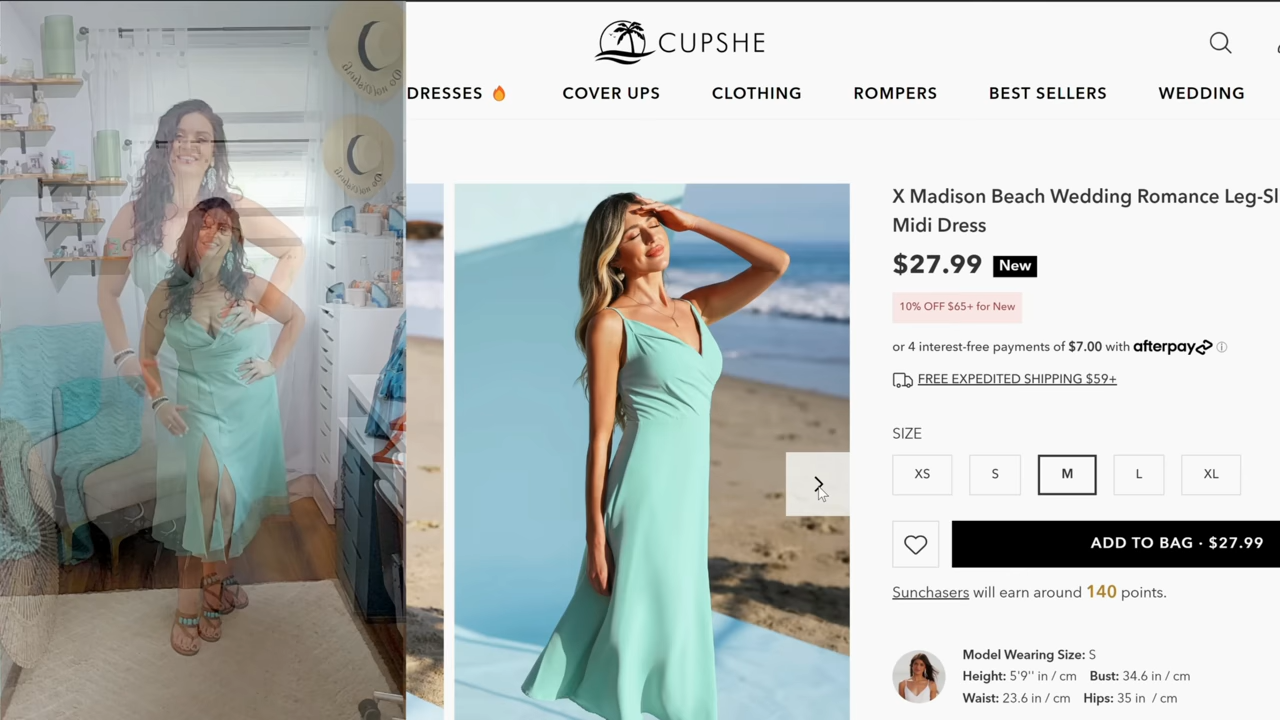 CUPSHE
DRESSES 🔥 COVER UPS CLOTHING ROMPERS BEST SELLERS WEDDING
X Madison Beach Wedding Romance Leg-Sl
Midi Dress
$27.99 New
10% OFF $65+ for New
or 4 interest-free payments of $7.00 with afterpay
FREE EXPEDITED SHIPPING $59+
SIZE
XS S M L XL
ADD TO BAG · $27.99
Sunchasers will earn around 140 points.
Model Wearing Size: S
Height: 5'9'' in / cm Bust: 34.6 in / cm
Waist: 23.6 in / cm Hips: 35 in / cm